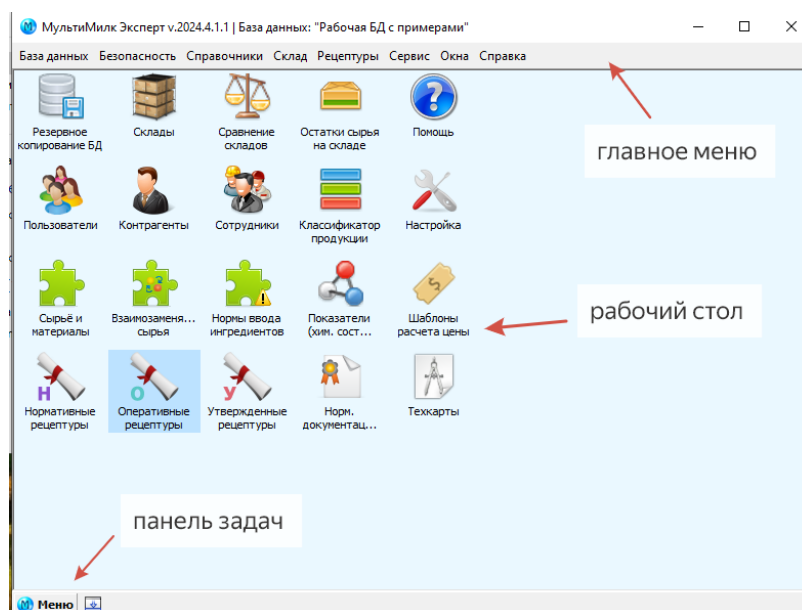 МультиМилк Эксперт v.2024.4.1.1 | База данных: "Рабочая БД с примерами"
База данных Безопасность Справочники Склад Рецептуры Сервис Окна Справка
Резервное копирование БД
Склады
Сравнение складов
Остатки сырья на складе
Помощь
главное меню
Пользователи
Контрагенты
Сотрудники
Классификатор продукции
Настройка
Сырьё и материалы
Взаимозаменя... сырья
Нормы ввода ингредиентов
Показатели (хим. сост...
Шаблоны расчета цены
рабочий стол
Н
Нормативные рецептуры
О
Оперативные рецептуры
У
Утвержденные рецептуры
Норм. документац...
Техкарты
панель задач
Меню